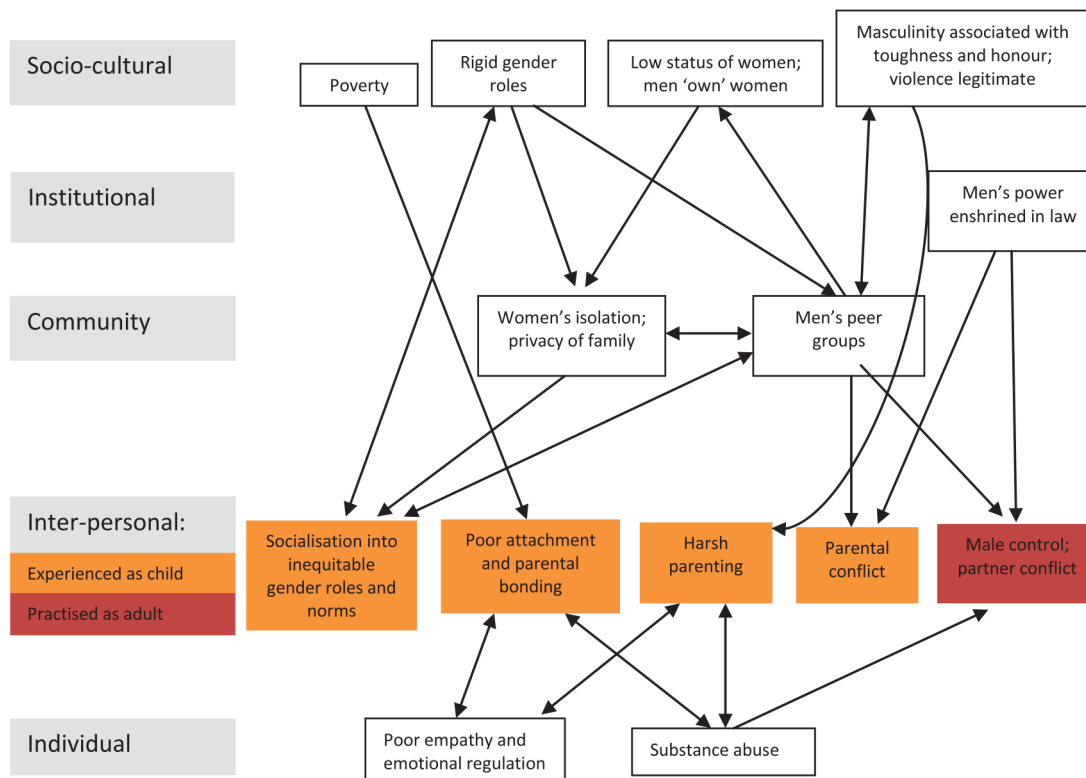 Socio-cultural
Poverty
Rigid gender
roles
Low status of women;
men ‘own’ women
Masculinity associated with
toughness and honour;
violence legitimate
Institutional
Men’s power
enshrined in law
Community
Women’s isolation;
privacy of family
Men’s peer
groups
Inter-personal:
Experienced as child
Practised as adult
Socialisation into
inequitable
gender roles and
norms
Poor attachment
and parental
bonding
Harsh
parenting
Parental
conflict
Male control;
partner conflict
Individual
Poor empathy and
emotional regulation
Substance abuse